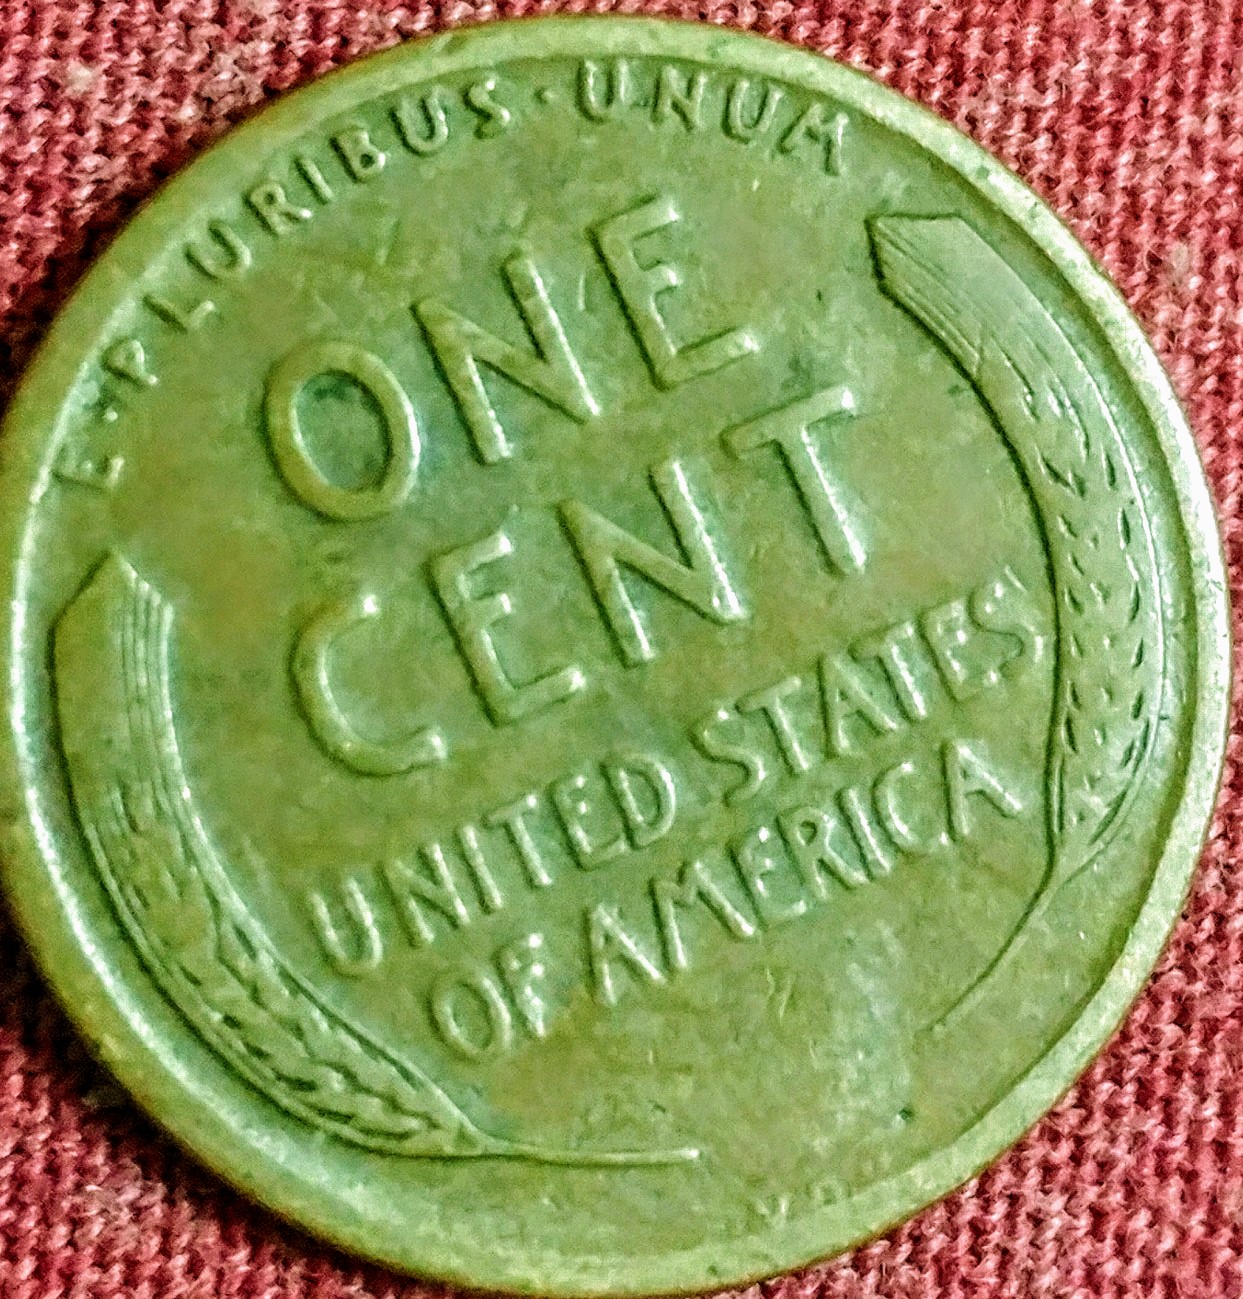 E·PLURIBUS·UNUM
ONE
CENT
UNITED STATES
OF AMERICA